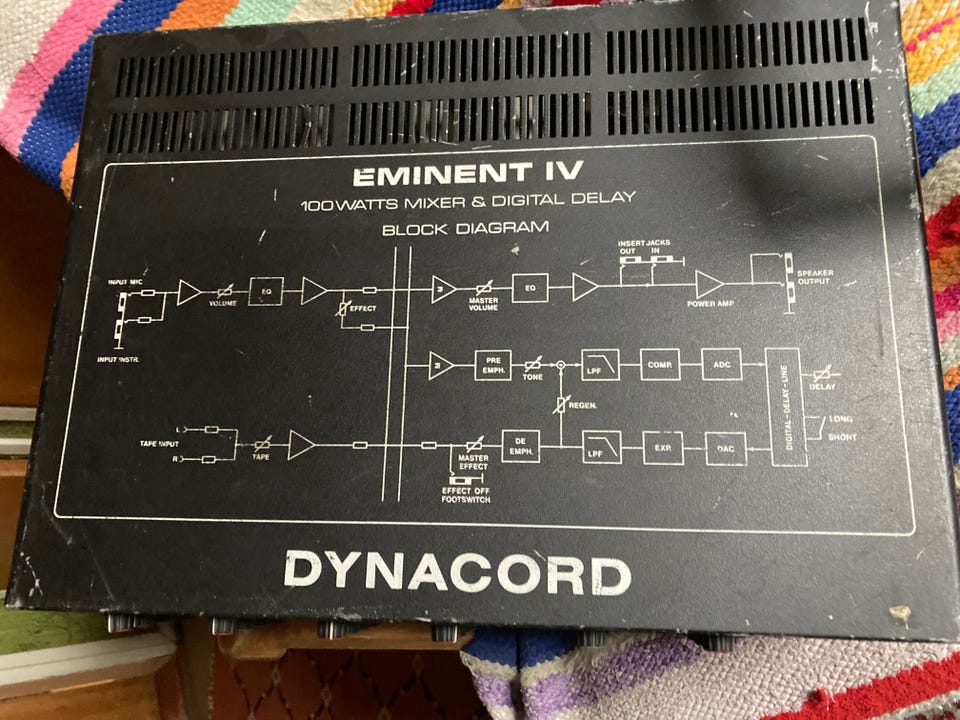 EMINENT IV
100WATTS MIXER & DIGITAL DELAY
BLOCK DIAGRAM
INPUT MIC
VOLUME
EQ
EFFECT
INPUT INSTR.
M
MASTER
VOLUME
EQ
INSERT JACKS
OUT IN
POWER AMP
SPEAKER
OUTPUT
M
PRE
EMPH.
TONE
LPF
COMP.
ADC
DIGITAL-DELAY-LINE
DELAY
LONG
SHORT
REGEN.
TAPE INPUT
L
R
TAPE
MASTER
EFFECT
EFFECT OFF
FOOTSWITCH
DE
EMPH.
LPF
EXP.
DAC
DYNACORD